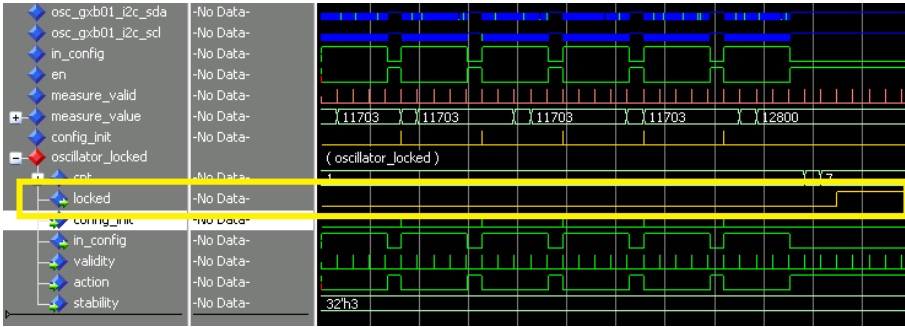 osc_gxb01_i2c_sda -No Data-
osc_gxb01_i2c_scl -No Data-
in_config -No Data-
en -No Data-
measure_valid -No Data-
measure_value -No Data- 11703 11703 11703 11703 12800
config_init -No Data-
oscillator_locked ( oscillator_locked )
cnt -No Data- 1 7
locked -No Data-
config_init -No Data-
in_config -No Data-
validity -No Data-
action -No Data-
stability -No Data- 32'h3